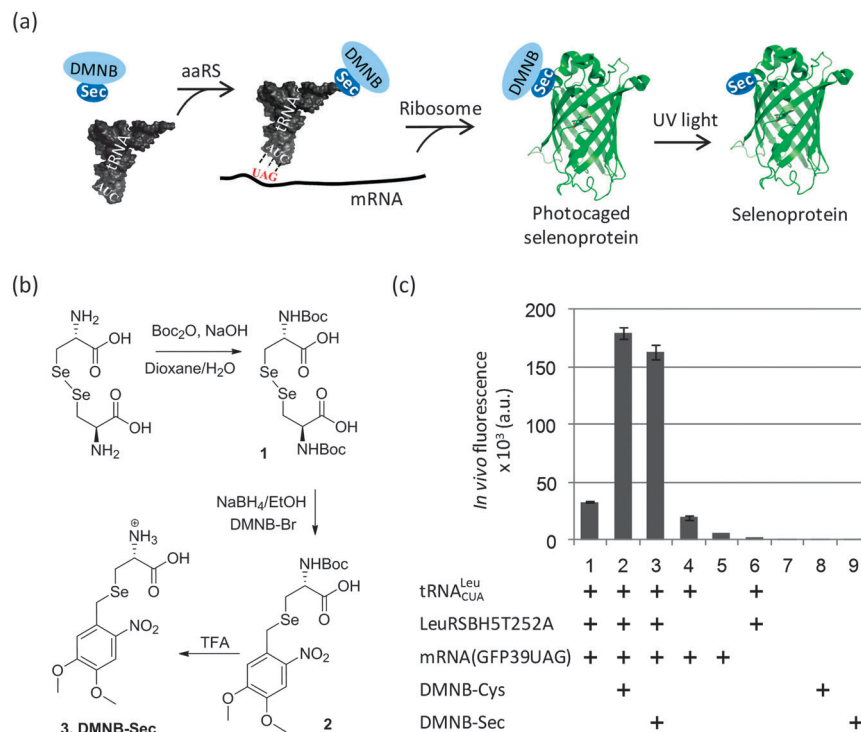 (a)
DMNB
Sec
aaRS
tRNA
AUC
DMNB
Sec
tRNA
AUC
UAG
mRNA
Ribosome
DMNB
Sec
Photocaged
selenoprotein
UV light
Sec
Selenoprotein
(b)
NH₂
OH
O
Se
Se
O
OH
NH₂
Boc₂O, NaOH
Dioxane/H₂O
NHBoc
OH
O
Se
Se
O
OH
NHBoc
1
NaBH₄/EtOH
DMNB-Br
⊕
NH₃
OH
O
Se
NO₂
O
O
3. DMNB-Sec
TFA
NHBoc
OH
O
Se
NO₂
O
O
2
(c)
In vivo fluorescence
x 10³ (a.u.)
200
150
100
50
0
1 2 3 4 5 6 7 8 9
tRNA Leu CUA + + + + +
LeuRSBH5T252A + + + +
mRNA(GFP39UAG) + + + + +
DMNB-Cys + +
DMNB-Sec + +